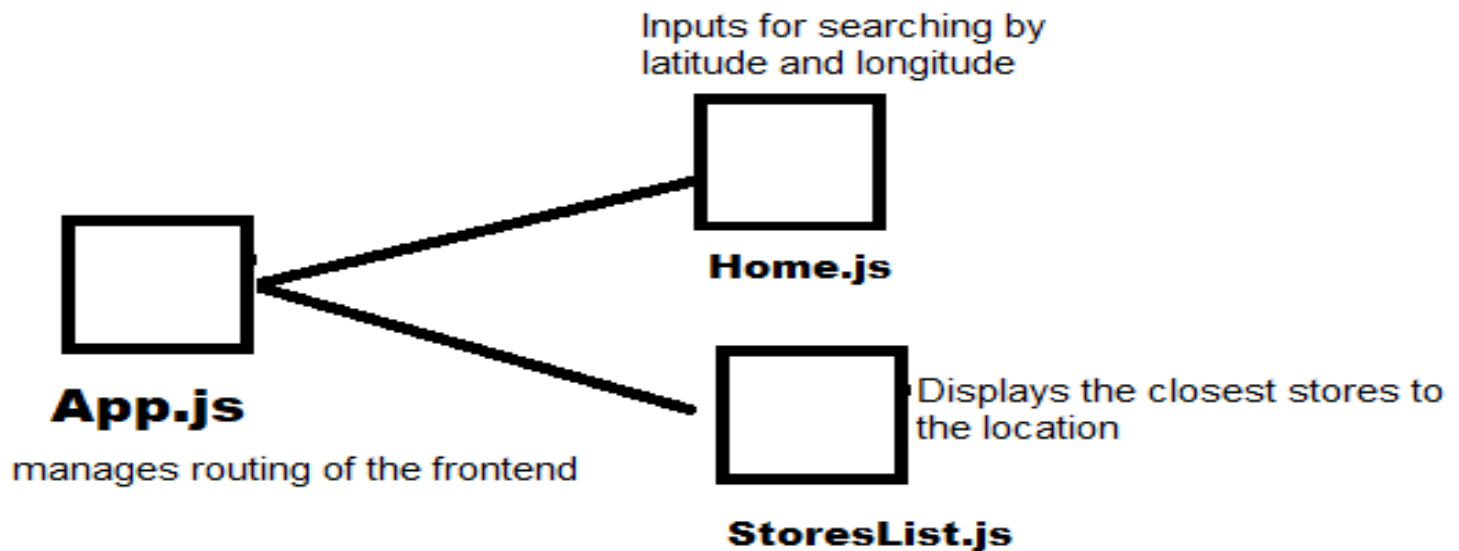 Inputs for searching by
latitude and longitude
Home.js
App.js
manages routing of the frontend
Displays the closest stores to
the location
StoresList.js